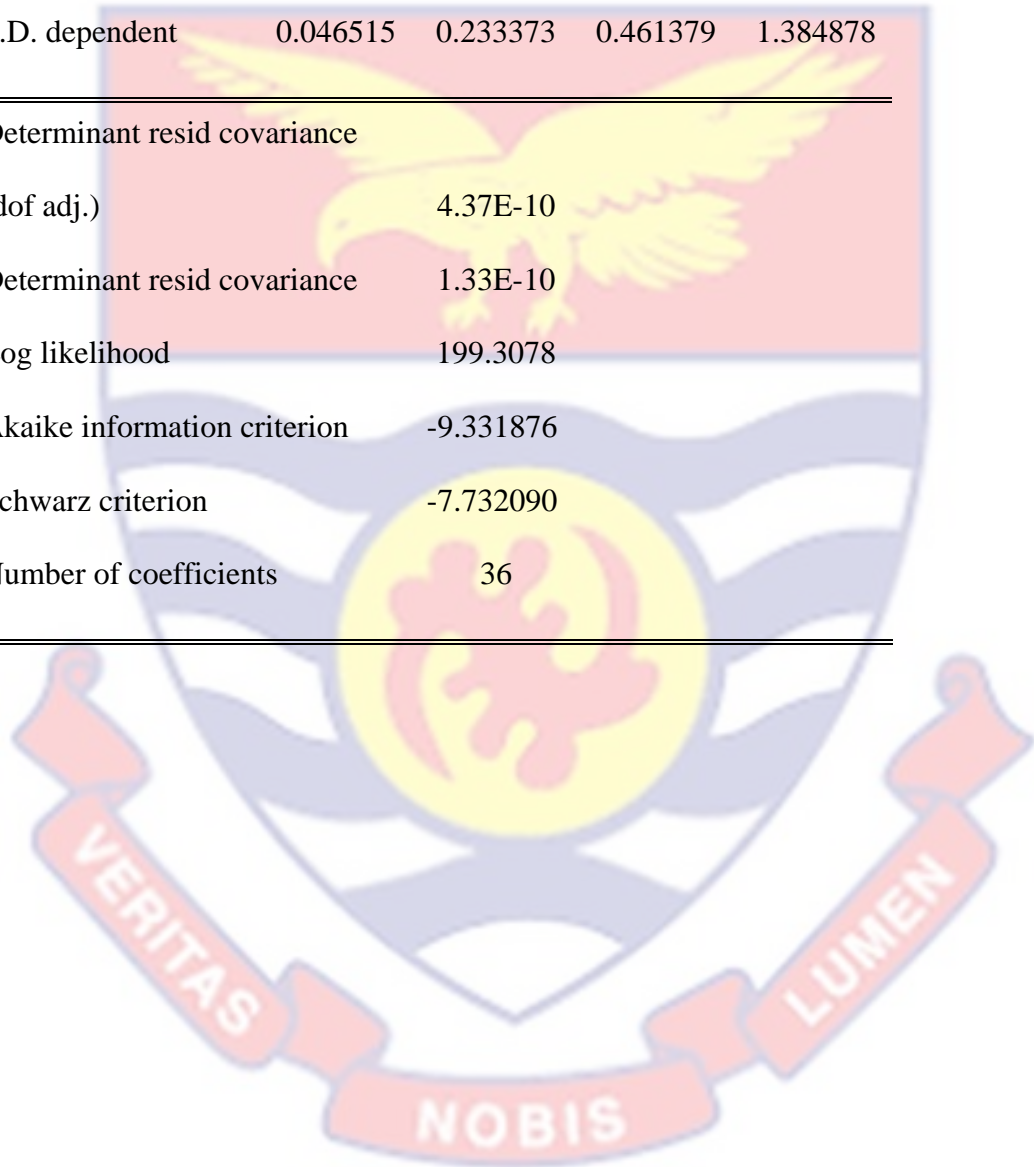 .D. dependent 0.046515 0.233373 0.461379 1.384878
Determinant resid covariance
dof adj.) 4.37E-10
Determinant resid covariance 1.33E-10
og likelihood 199.3078
Akaike information criterion -9.331876
chwarz criterion -7.732090
Number of coefficients 36
VERITAS
NOBIS
LUMEN